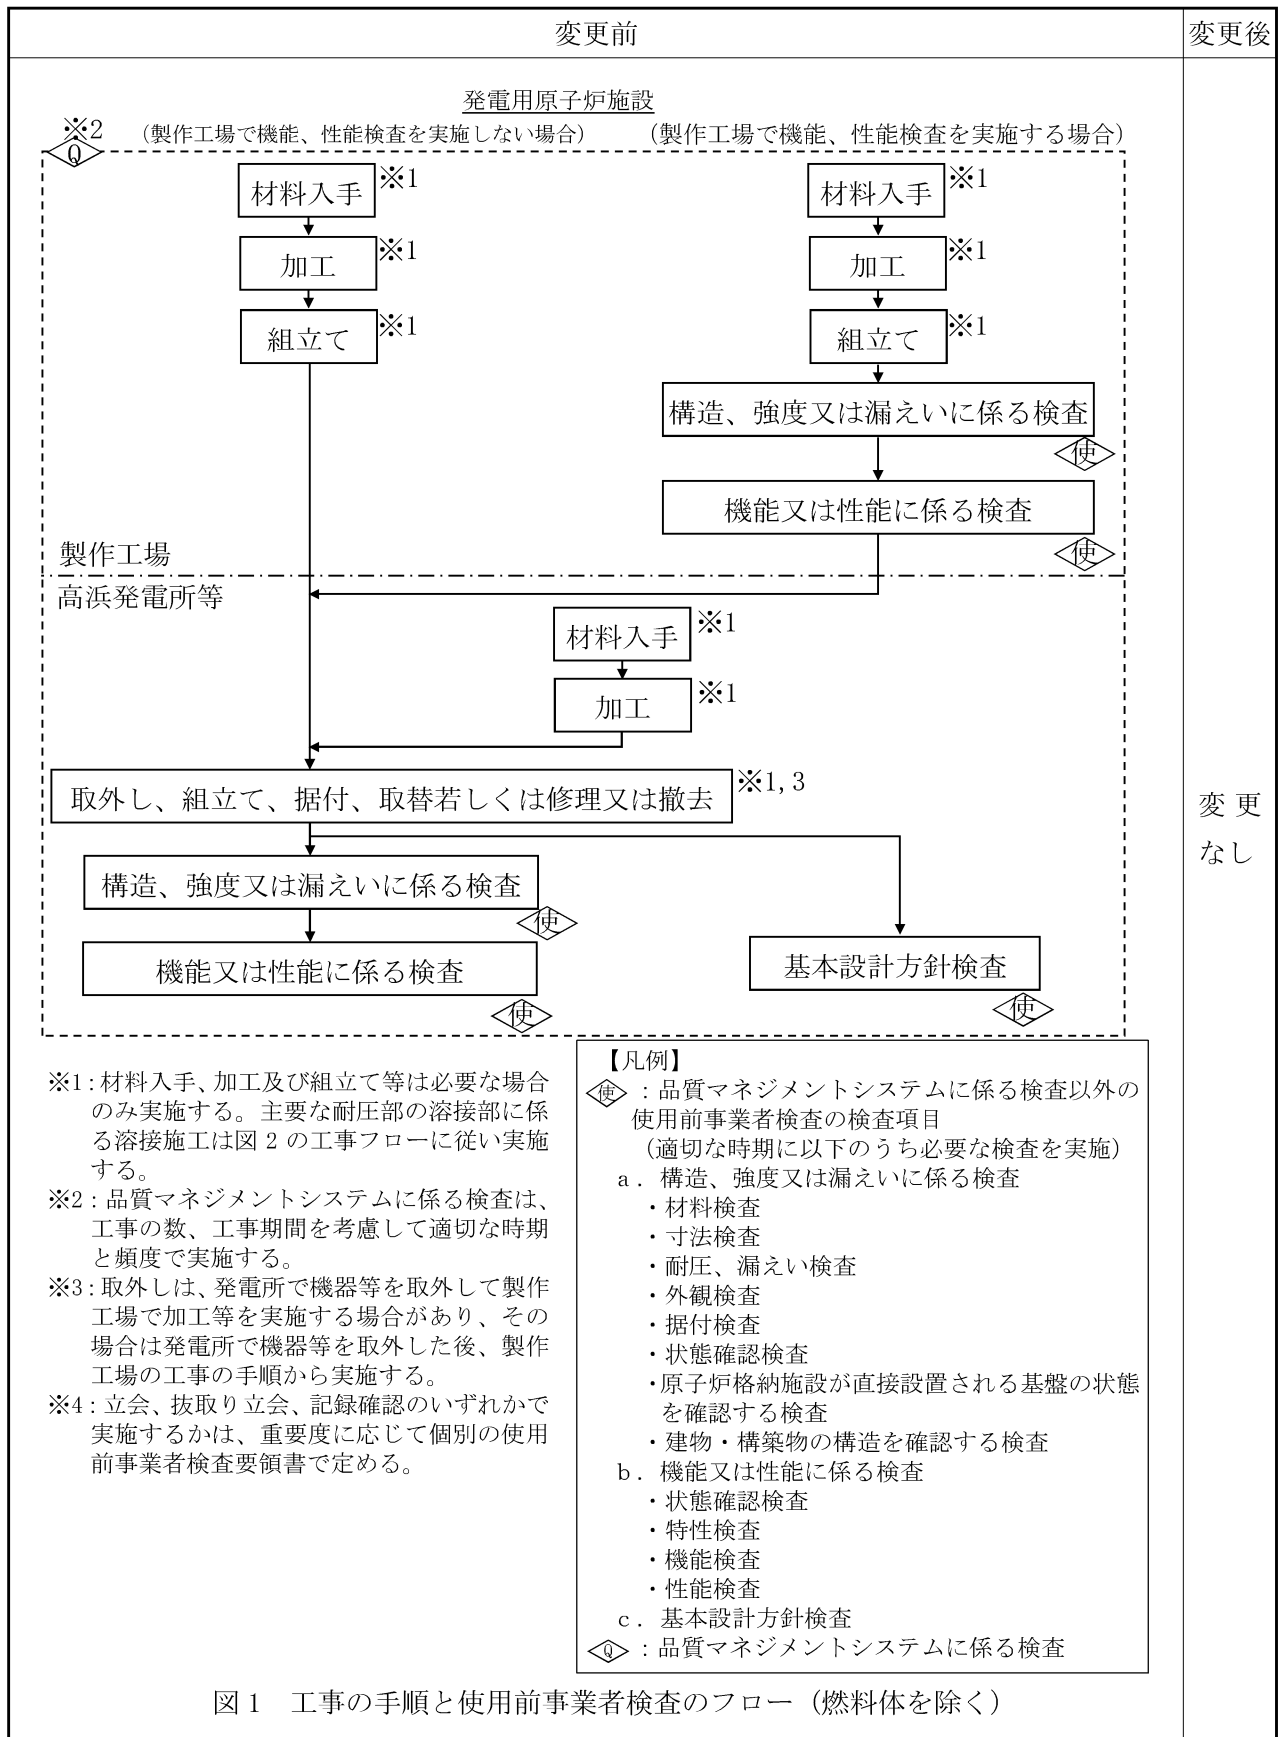 変更前
変更後
発電用原子炉施設
※2
(製作工場で機能、性能検査を実施しない場合)
(製作工場で機能、性能検査を実施する場合)
Q
材料入手
※1
加工
※1
組立て
※1
材料入手
※1
加工
※1
組立て
※1
構造、強度又は漏えいに係る検査
使
機能又は性能に係る検査
使
製作工場
高浜発電所等
材料入手
※1
加工
※1
取外し、組立て、据付、取替若しくは修理又は撤去
※1,3
構造、強度又は漏えいに係る検査
使
機能又は性能に係る検査
使
基本設計方針検査
使
変更
なし
※1:材料入手、加工及び組立て等は必要な場合
のみ実施する。主要な耐圧部の溶接部に係
る溶接施工は図2の工事フローに従い実施
する。
※2:品質マネジメントシステムに係る検査は、
工事の数、工事期間を考慮して適切な時期
と頻度で実施する。
※3:取外しは、発電所で機器等を取外して製作
工場で加工等を実施する場合があり、その
場合は発電所で機器等を取外した後、製作
工場の工事の手順から実施する。
※4:立会、抜取り立会、記録確認のいずれかで
実施するかは、重要度に応じて個別の使用
前事業者検査要領書で定める。
【凡例】
使:品質マネジメントシステムに係る検査以外の
使用前事業者検査の検査項目
(適切な時期に以下のうち必要な検査を実施)
a. 構造、強度又は漏えいに係る検査
・材料検査
・寸法検査
・耐圧、漏えい検査
・外観検査
・据付検査
・状態確認検査
・原子炉格納施設が直接設置される基盤の状態
を確認する検査
・建物・構築物の構造を確認する検査
b. 機能又は性能に係る検査
・状態確認検査
・特性検査
・機能検査
・性能検査
c. 基本設計方針検査
Q:品質マネジメントシステムに係る検査
図1 工事の手順と使用前事業者検査のフロー(燃料体を除く)